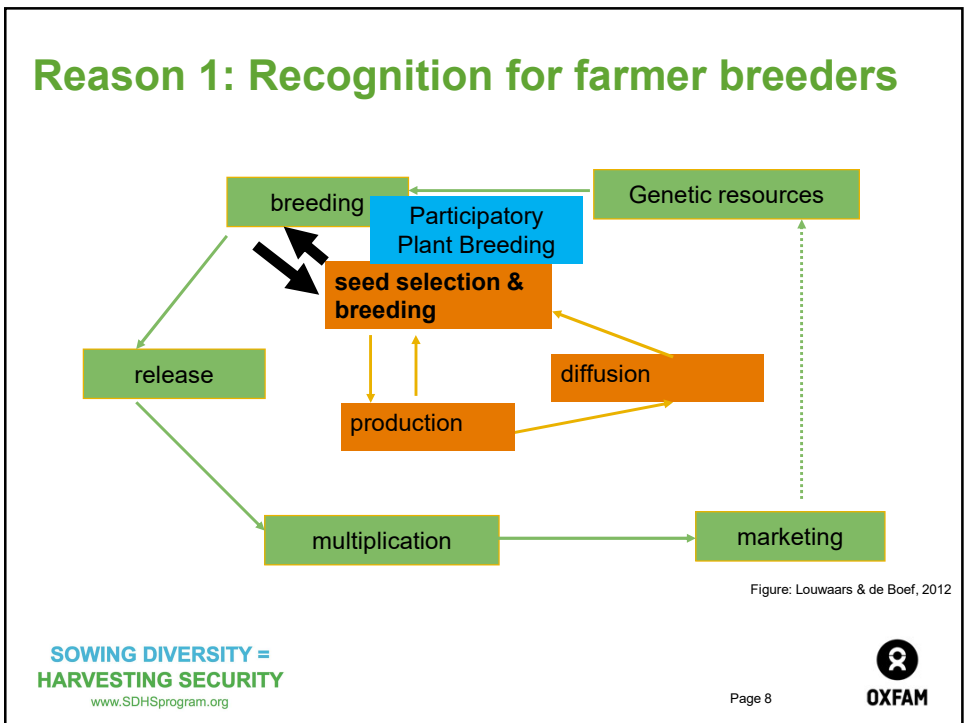 Reason 1: Recognition for farmer breeders
breeding
Genetic resources
Participatory
Plant Breeding
seed selection &
breeding
release
diffusion
production
multiplication
marketing
Figure: Louwaars & de Boef, 2012
SOWING DIVERSITY =
HARVESTING SECURITY
www.SDHSprogram.org
Page 8
OXFAM